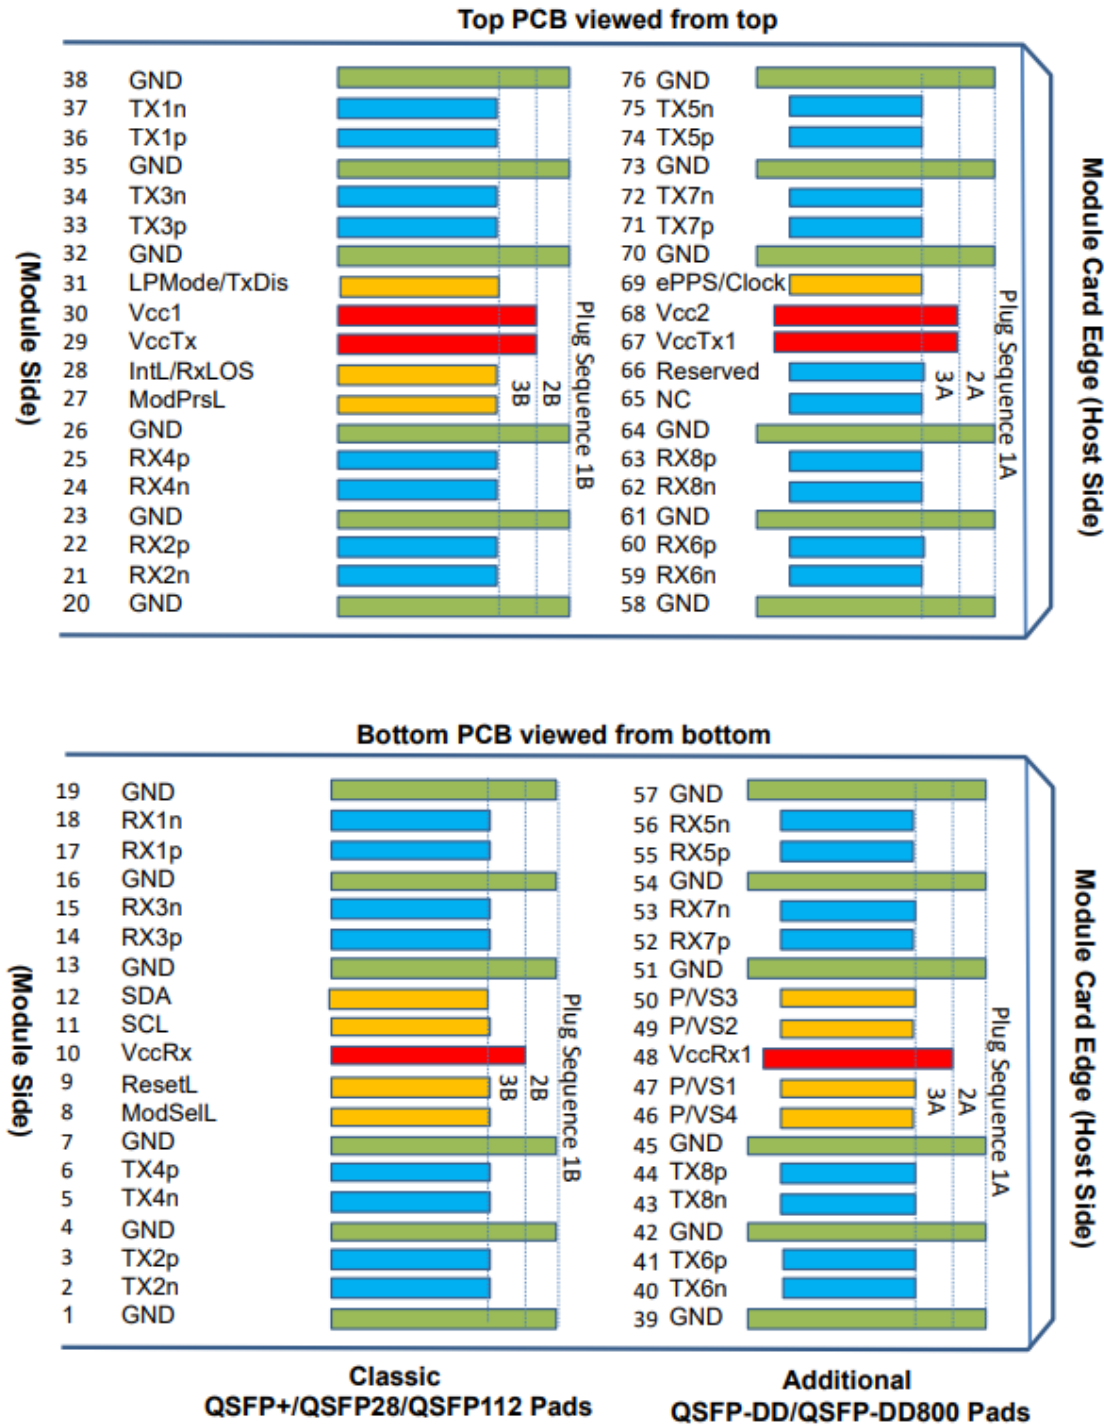 Top PCB viewed from top
38 GND 76 GND
37 TX1n 75 TX5n
36 TX1p 74 TX5p
35 GND 73 GND
34 TX3n 72 TX7n
33 TX3p 71 TX7p
32 GND 70 GND
31 LPMode/TxDis 69 ePPS/Clock
30 Vcc1 68 Vcc2
29 VccTx 67 VccTx1
28 IntL/RxLOS 66 Reserved
27 ModPrsL 65 NC
26 GND 64 GND
25 RX4p 63 RX8p
24 RX4n 62 RX8n
23 GND 61 GND
22 RX2p 60 RX6p
21 RX2n 59 RX6n
20 GND 58 GND
(Module Side)
3B
2B
Plug Sequence 1B
3A
2A
Plug Sequence 1A
Module Card Edge (Host Side)
Bottom PCB viewed from bottom
19 GND 57 GND
18 RX1n 56 RX5n
17 RX1p 55 RX5p
16 GND 54 GND
15 RX3n 53 RX7n
14 RX3p 52 RX7p
13 GND 51 GND
12 SDA 50 P/VS3
11 SCL 49 P/VS2
10 VccRx 48 VccRx1
9 ResetL 47 P/VS1
8 ModSelL 46 P/VS4
7 GND 45 GND
6 TX4p 44 TX8p
5 TX4n 43 TX8n
4 GND 42 GND
3 TX2p 41 TX6p
2 TX2n 40 TX6n
1 GND 39 GND
(Module Side)
3B
2B
Plug Sequence 1B
3A
2A
Plug Sequence 1A
Module Card Edge (Host Side)
Classic
QSFP+/QSFP28/QSFP112 Pads
Additional
QSFP-DD/QSFP-DD800 Pads